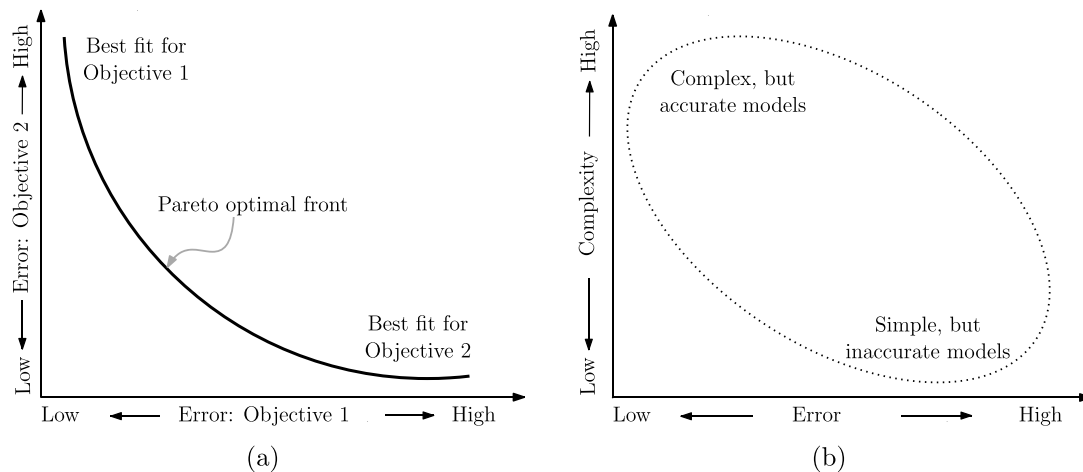 High
Error: Objective 2
Low
Best fit for
Objective 1
Pareto optimal front
Best fit for
Objective 2
Low
Error: Objective 1
High
(a)
High
Complexity
Low
Complex, but
accurate models
Simple, but
inaccurate models
Low
Error
High
(b)